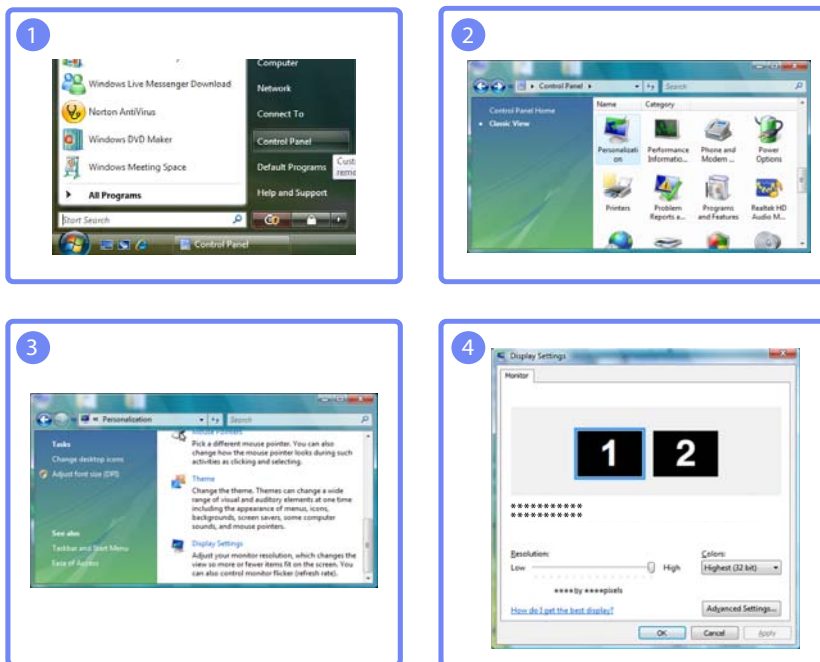 1
Computer
Windows Live Messenger Download
Network
Norton AntiVirus
Connect To
Windows DVD Maker
Control Panel
Windows Meeting Space
Default Programs
Cust
remo
All Programs
Help and Support
Start Search
Control Panel
2
Control Panel
Search
Control Panel Home
Classic View
Name Category
Personalizati
on
Performance
Informatio...
Phone and
Modem ...
Power
Options
Printers
Problem
Reports a...
Programs
and Features
Realtek HD
Audio M...
3
Personalization
Search
Tasks
Change desktop icons
Adjust font size (DPI)
See also
Taskbar and Start Menu
Ease of Access
Mouse Pointers
Pick a different mouse pointer. You can also
change how the mouse pointer looks during such
activities as clicking and selecting.
Theme
Change the theme. Themes can change a wide
range of visual and auditory elements at one time
including the appearance of menus, icons,
backgrounds, screen savers, some computer
sounds, and mouse pointers.
Display Settings
Adjust your monitor resolution, which changes the
view so more or fewer items fit on the screen. You
can also control monitor flicker (refresh rate).
4
Display Settings
Monitor
1 2
***********
***********
Resolution:
Low High
**** by **** pixels
Colors:
Highest (32 bit)
How do I get the best display?
Advanced Settings...
OK Cancel Apply